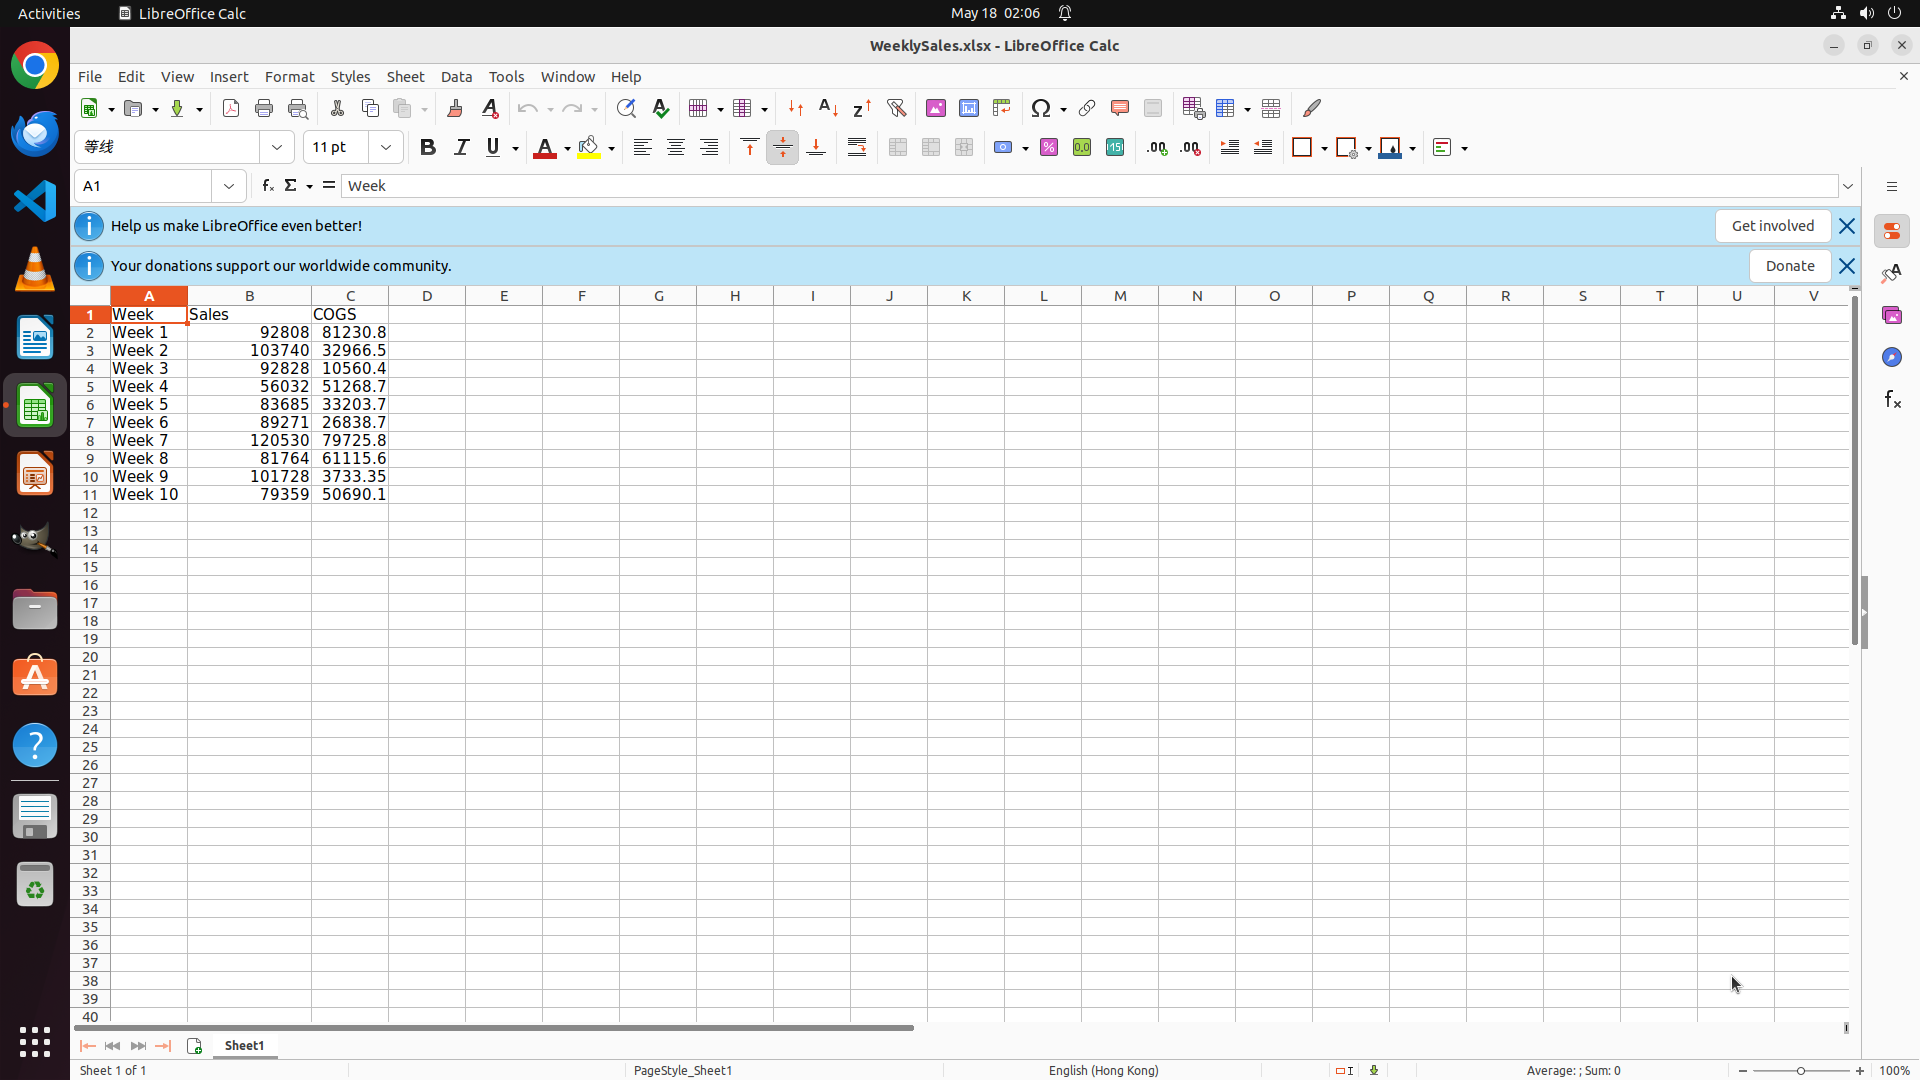 Activities
LibreOffice Calc
May 18 02:06
WeeklySales.xlsx - LibreOffice Calc
File Edit View Insert Format Styles Sheet Data Tools Window Help
等线
11 pt
A1
Week
Help us make LibreOffice even better!
Get involved
Your donations support our worldwide community.
Donate
A B C D E F G H I J K L M N O P Q R S T U V
1 Week Sales COGS
2 Week 1 92808 81230.8
3 Week 2 103740 32966.5
4 Week 3 92828 10560.4
5 Week 4 56032 51268.7
6 Week 5 83685 33203.7
7 Week 6 89271 26838.7
8 Week 7 120530 79725.8
9 Week 8 81764 61115.6
10 Week 9 101728 3733.35
11 Week 10 79359 50690.1
12
13
14
15
16
17
18
19
20
21
22
23
24
25
26
27
28
29
30
31
32
33
34
35
36
37
38
39
40
Sheet1
Sheet 1 of 1
PageStyle_Sheet1
English (Hong Kong)
Average: ; Sum: 0
100%